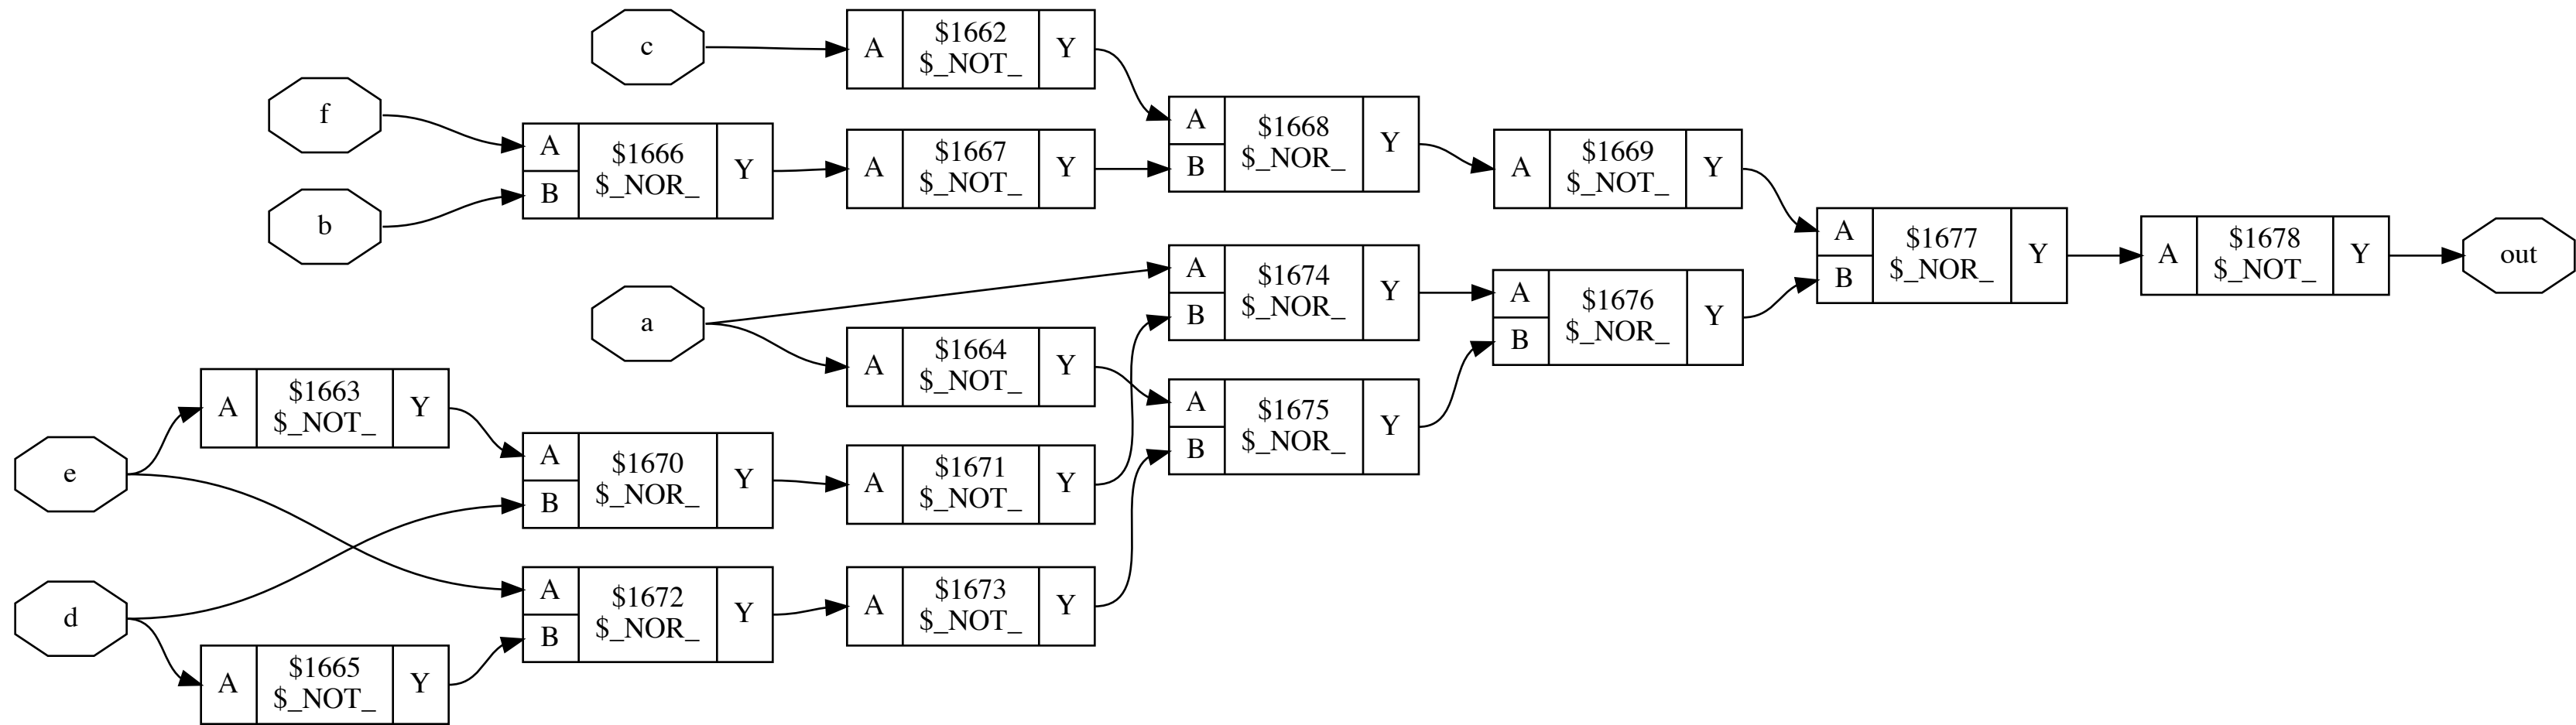 c
A
$1662
$_NOT_
Y
f
b
A
B
$1666
$_NOR_
Y
A
$1667
$_NOT_
Y
A
B
$1668
$_NOR_
Y
A
$1669
$_NOT_
Y
a
A
B
$1674
$_NOR_
Y
A
$1664
$_NOT_
Y
A
B
$1676
$_NOR_
Y
A
B
$1677
$_NOR_
Y
A
$1678
$_NOT_
Y
out
e
A
$1663
$_NOT_
Y
A
B
$1670
$_NOR_
Y
A
$1671
$_NOT_
Y
A
B
$1675
$_NOR_
Y
d
A
$1665
$_NOT_
Y
A
B
$1672
$_NOR_
Y
A
$1673
$_NOT_
Y